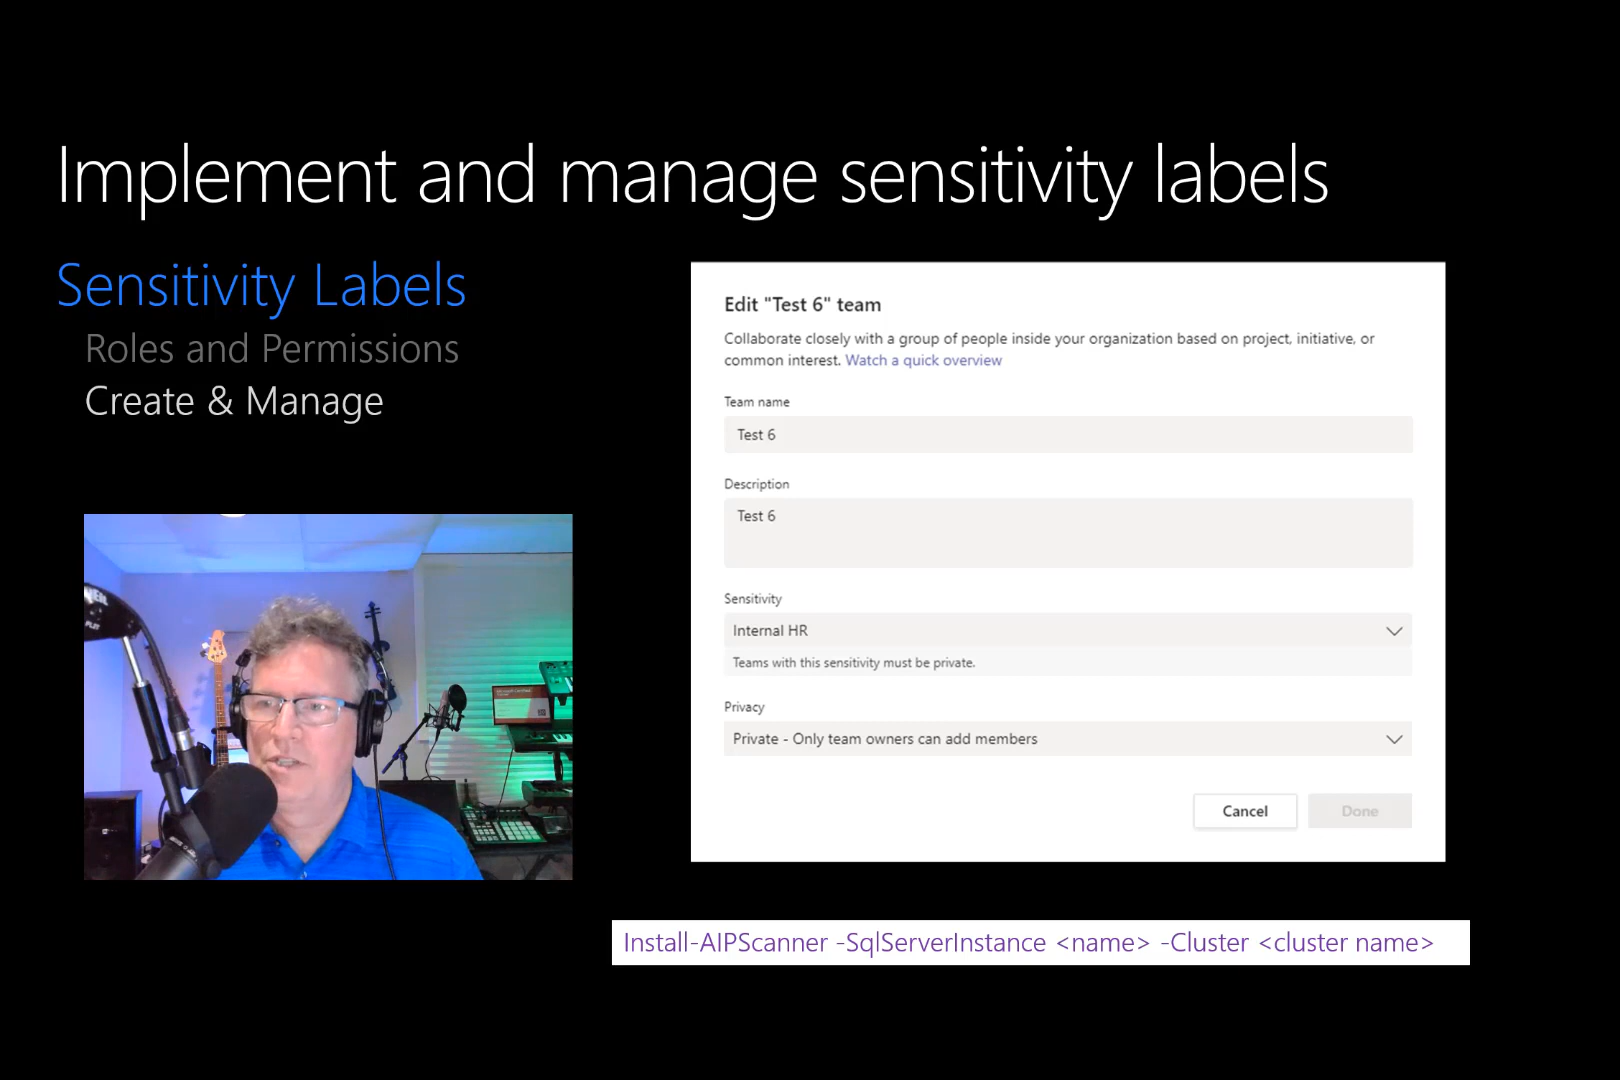 Implement and manage sensitivity labels
Sensitivity Labels
Roles and Permissions
Create & Manage
Edit "Test 6" team
Collaborate closely with a group of people inside your organization based on project, initiative, or
common interest. Watch a quick overview
Team name
Test 6
Description
Test 6
Sensitivity
Internal HR
Teams with this sensitivity must be private.
Privacy
Private - Only team owners can add members
Cancel
Done
Install-AIPScanner -SqlServerInstance <name> -Cluster <cluster name>